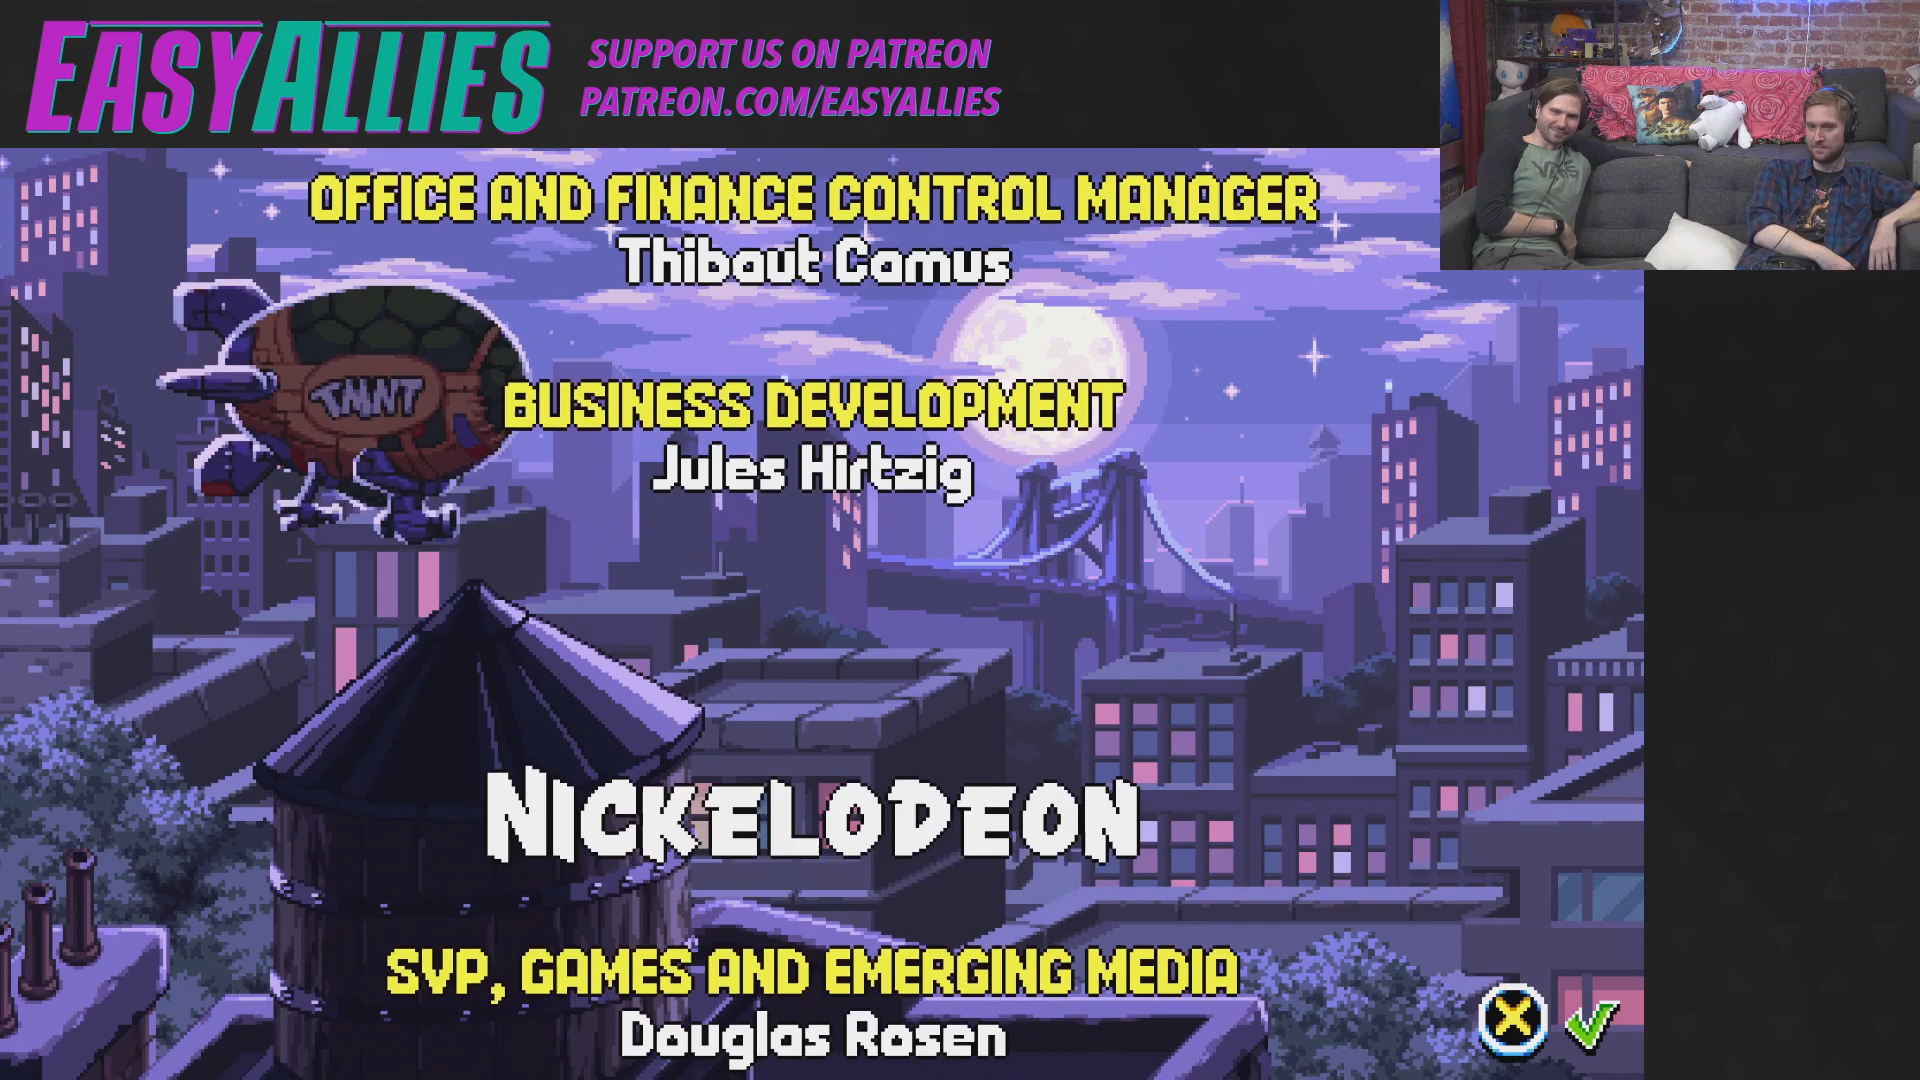 EASYALLIES
SUPPORT US ON PATREON
PATREON.COM/EASYALLIES
VANS
OFFICE AND FINANCE CONTROL MANAGER
Thibaut Camus
TMNT
BUSINESS DEVELOPMENT
Jules Hirtzig
NICKELODEON
SVP, GAMES AND EMERGING MEDIA
Douglas Rosen